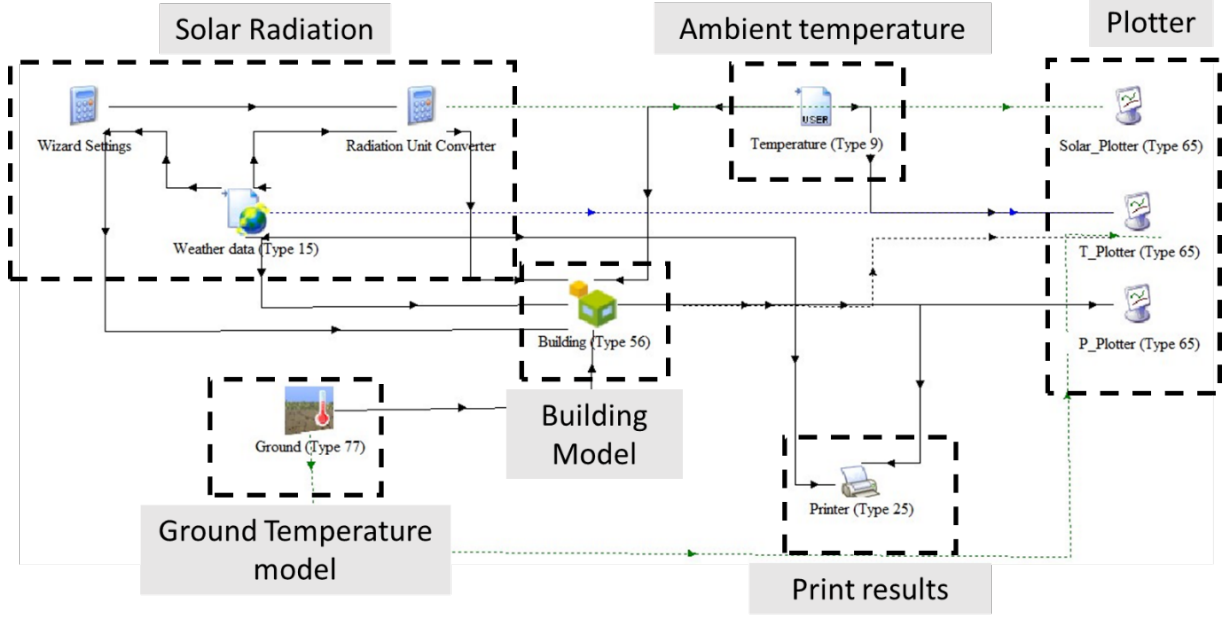 Solar Radiation
Ambient temperature
Plotter
Wizard Settings
Radiation Unit Converter
USER
Temperature (Type 9)
Solar_Plotter (Type 65)
Weather data (Type 15)
T_Plotter (Type 65)
Building (Type 56)
P_Plotter (Type 65)
Building
Model
Ground (Type 77)
Printer (Type 25)
Ground Temperature
model
Print results